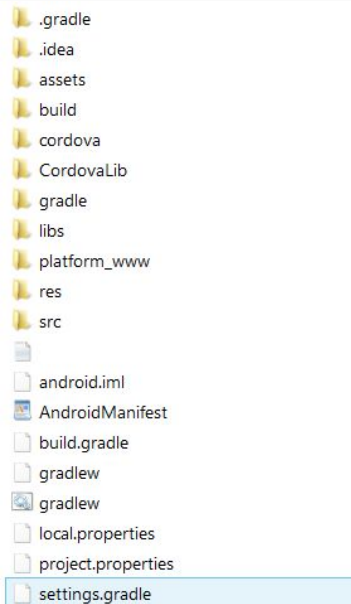 .gradle
.idea
assets
build
cordova
CordovaLib
gradle
libs
platform_www
res
src
android.iml
AndroidManifest
build.gradle
gradlew
gradlew
local.properties
project.properties
settings.gradle